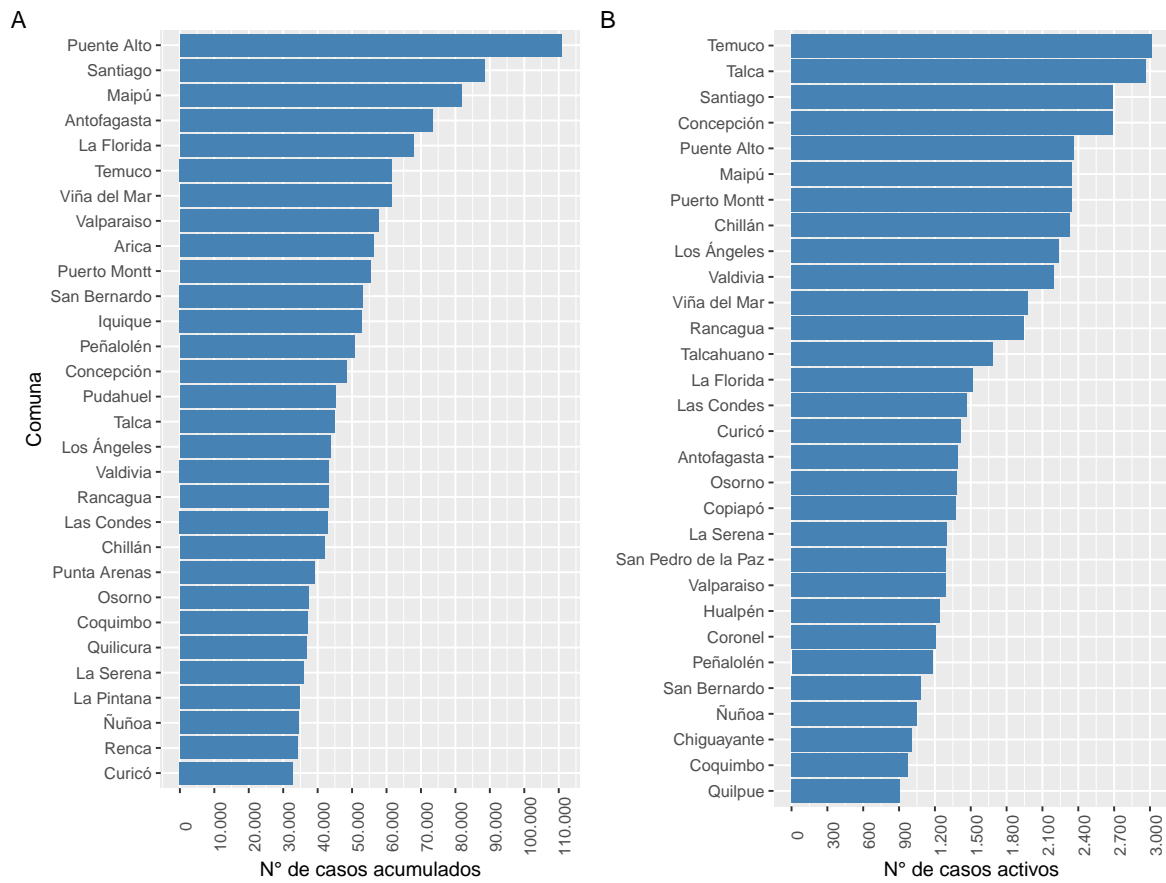 A
Puente Alto
Santiago
Maipú
Antofagasta
La Florida
Temuco
Viña del Mar
Valparaiso
Arica
Puerto Montt
San Bernardo
Iquique
Peñalolén
Concepción
Pudahuel
Talca
Los Ángeles
Valdivia
Rancagua
Las Condes
Chillán
Punta Arenas
Osorno
Coquimbo
Quilicura
La Serena
La Pintana
Ñuñoa
Renca
Curicó
Comuna
0
10.000
20.000
30.000
40.000
50.000
60.000
70.000
80.000
90.000
100.000
110.000
N° de casos acumulados
B
Temuco
Talca
Santiago
Concepción
Puente Alto
Maipú
Puerto Montt
Chillán
Los Ángeles
Valdivia
Viña del Mar
Rancagua
Talcahuano
La Florida
Las Condes
Curicó
Antofagasta
Osorno
Copiapó
La Serena
San Pedro de la Paz
Valparaiso
Hualpén
Coronel
Peñalolén
San Bernardo
Ñuñoa
Chiguayante
Coquimbo
Quilpue
0
300
600
900
1.200
1.500
1.800
2.100
2.400
2.700
3.000
N° de casos activos